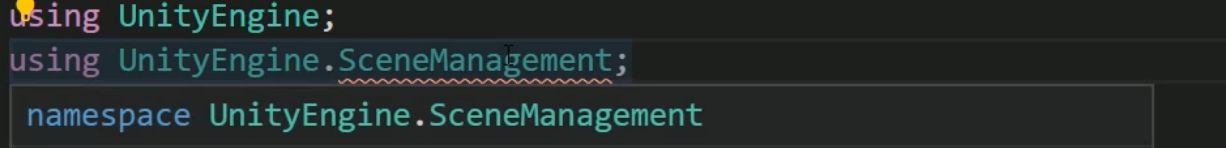 using UnityEngine;
using UnityEngine.SceneManagement;
namespace UnityEngine.SceneManagement